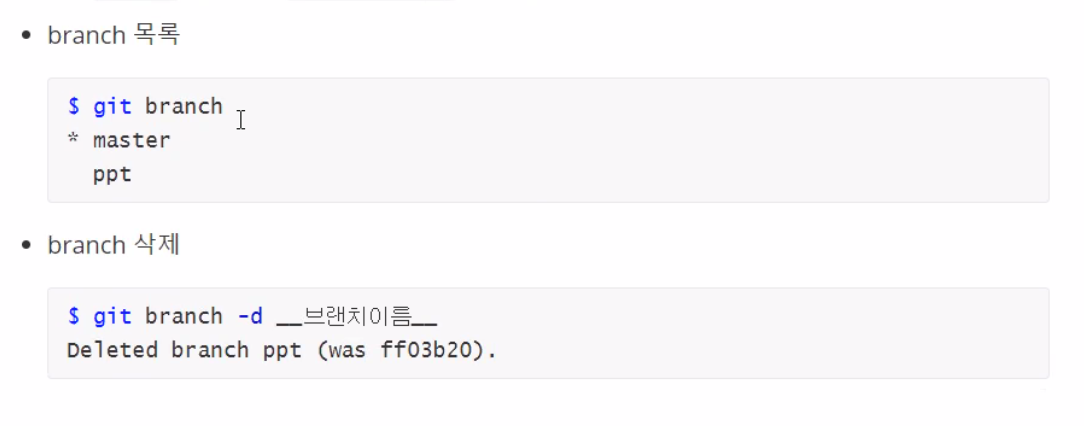 • branch 목록
$ git branch
* master
  ppt
• branch 삭제
$ git branch -d __브랜치이름__
Deleted branch ppt (was ff03b20).